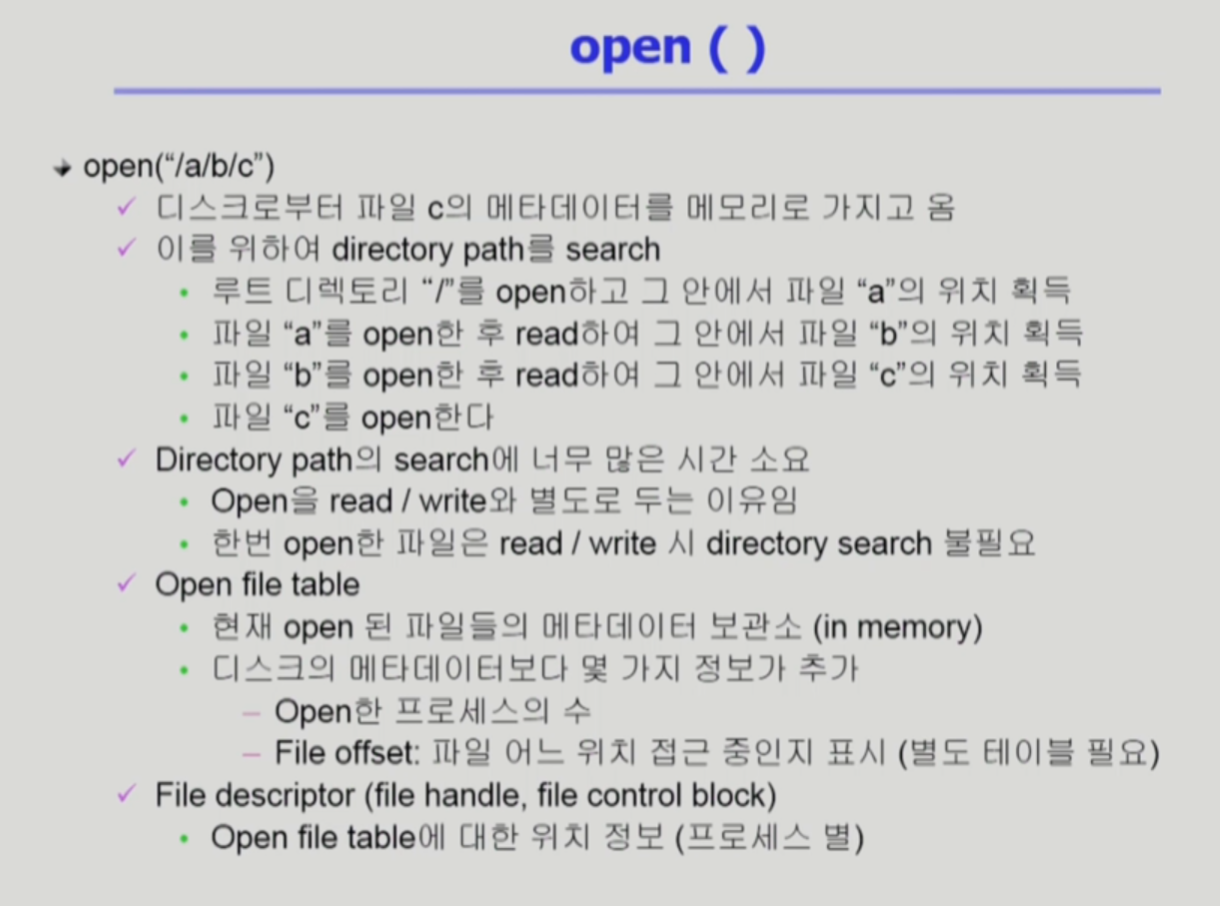 open ( )
open(“/a/b/c”)
디스크로부터 파일 c의 메타데이터를 메모리로 가지고 옴
이를 위하여 directory path를 search
루트 디렉토리 “/”를 open하고 그 안에서 파일 “a”의 위치 획득
파일 “a”를 open한 후 read하여 그 안에서 파일 “b”의 위치 획득
파일 “b”를 open한 후 read하여 그 안에서 파일 “c”의 위치 획득
파일 “c”를 open한다
Directory path의 search에 너무 많은 시간 소요
Open을 read / write와 별도로 두는 이유임
한번 open한 파일은 read / write 시 directory search 불필요
Open file table
현재 open 된 파일들의 메타데이터 보관소 (in memory)
디스크의 메타데이터보다 몇 가지 정보가 추가
– Open한 프로세스의 수
– File offset: 파일 어느 위치 접근 중인지 표시 (별도 테이블 필요)
File descriptor (file handle, file control block)
Open file table에 대한 위치 정보 (프로세스 별)